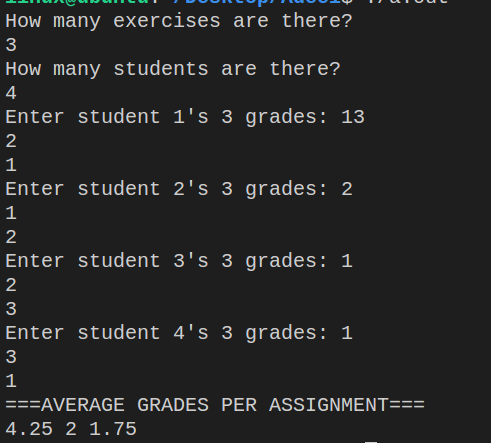 How many exercises are there?
3
How many students are there?
4
Enter student 1's 3 grades: 13
2
1
Enter student 2's 3 grades: 2
1
2
Enter student 3's 3 grades: 1
2
3
Enter student 4's 3 grades: 1
3
1
===AVERAGE GRADES PER ASSIGNMENT===
4.25 2 1.75